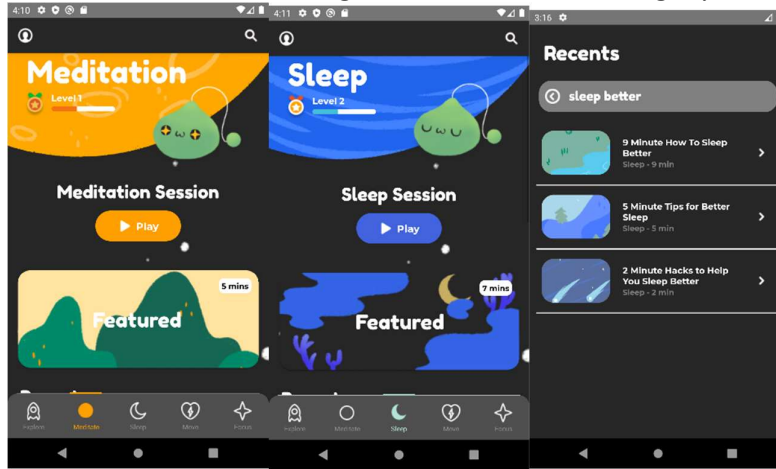 4:10
Meditation
Level 1
Meditation Session
Play
5 mins
Featured
Explore
Meditate
Sleep
Move
Focus
4:11
Sleep
Level 2
Sleep Session
Play
7 mins
Featured
Explore
Meditate
Sleep
Move
Focus
3:16
Recents
sleep better
9 Minute How To Sleep
Better
Sleep - 9 min
5 Minute Tips for Better
Sleep
Sleep - 5 min
2 Minute Hacks to Help
You Sleep Better
Sleep - 2 min